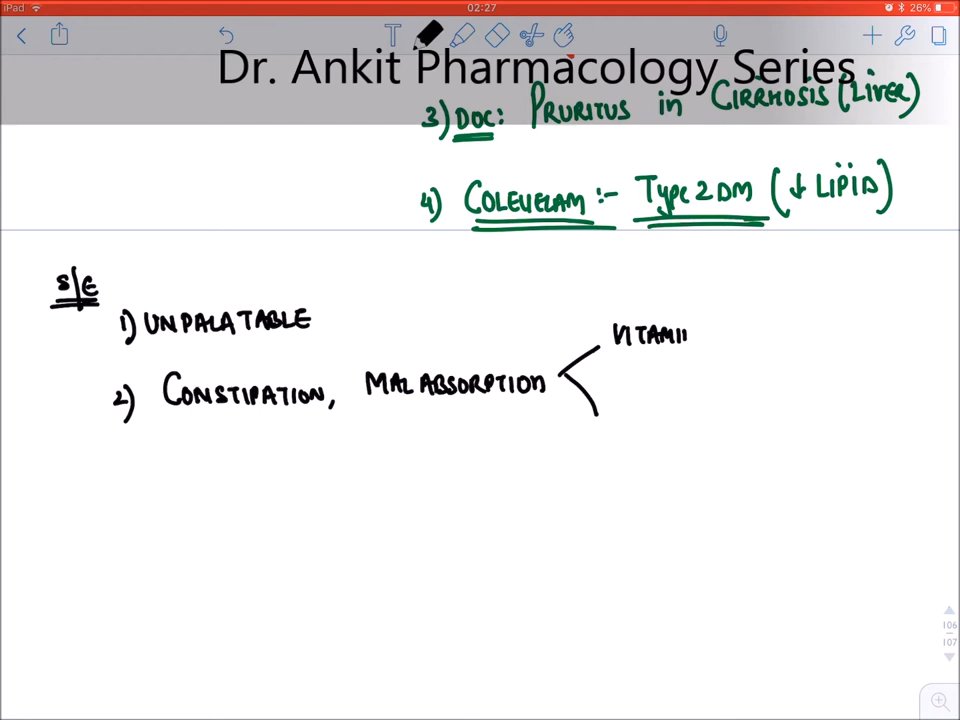 iPad 02:27 26%
Dr. Ankit Pharmacology Series
3) DOC: PRURITUS in CIRRHOSIS (LIVER)
4) COLEVELAM :- Type 2 DM (↓ LIPID)
S/E
1) UNPALATABLE
VITAMI
2) CONSTIPATION, MALABSORPTION
106
107